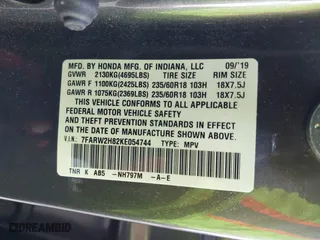 MFD. BY HONDA MFG. OF INDIANA, LLC 09/'19
GVWR 2130KG(4695LBS) TIRE SIZE RIM SIZE
GAWR F 1100KG(2425LBS) 235/60R18 103H 18X7.5J
GAWR R 1075KG(2369LBS) 235/60R18 103H 18X7.5J
THIS VEHICLE CONFORMS TO ALL APPLICABLE
FEDERAL MOTOR VEHICLE SAFETY, BUMPER, AND
THEFT PREVENTION STANDARDS IN EFFECT ON THE
DATE OF MANUFACTURE SHOWN ABOVE.
V.I.N.: 7FARW2H82KE054744 TYPE: MPV
TNR K A85 -NH797M -A-E
DREAMBID